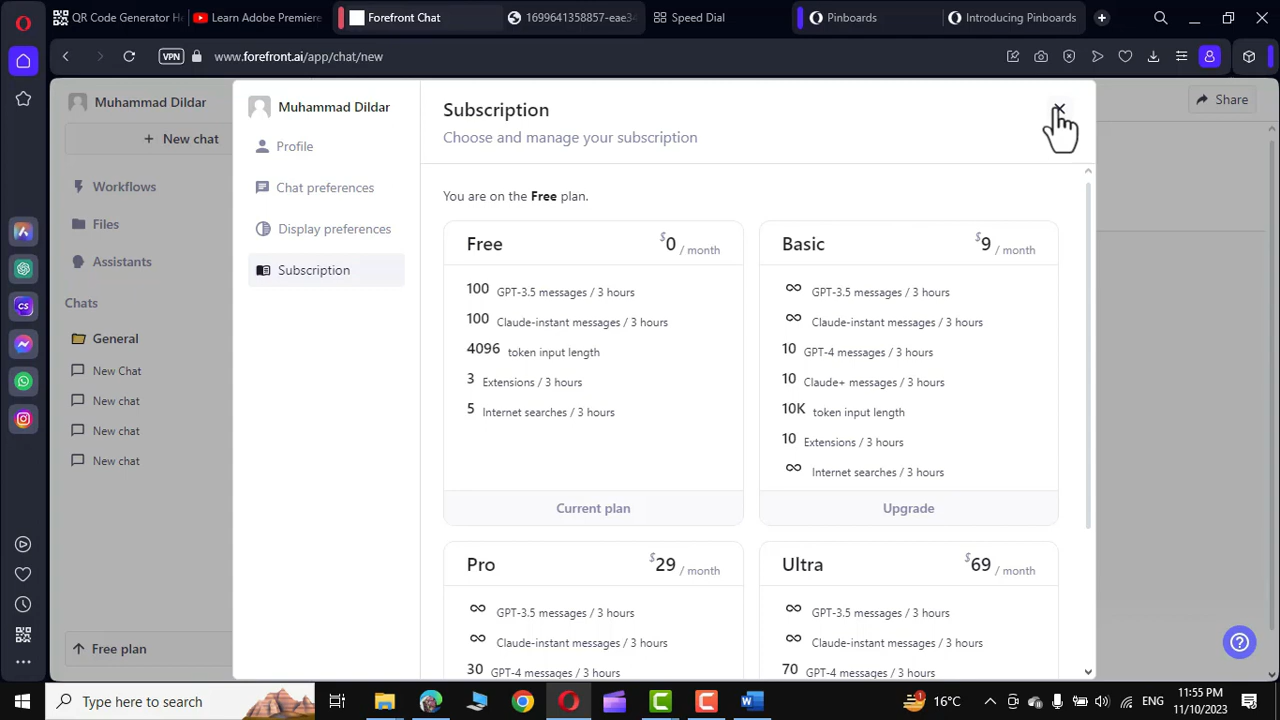 QR Code Generator H
Learn Adobe Premiere
Forefront Chat
1699641358857-eae34
Speed Dial
Pinboards
Introducing Pinboards
VPN
www.forefront.ai/app/chat/new
Muhammad Dildar
+ New chat
Workflows
Files
Assistants
Chats
General
New Chat
New chat
New chat
New chat
Free plan
Muhammad Dildar
Profile
Chat preferences
Display preferences
Subscription
Subscription
Choose and manage your subscription
Share
You are on the Free plan.
Free $0 / month
100 GPT-3.5 messages / 3 hours
100 Claude-instant messages / 3 hours
4096 token input length
3 Extensions / 3 hours
5 Internet searches / 3 hours
Current plan
Basic $9 / month
∞ GPT-3.5 messages / 3 hours
∞ Claude-instant messages / 3 hours
10 GPT-4 messages / 3 hours
10 Claude+ messages / 3 hours
10K token input length
10 Extensions / 3 hours
∞ Internet searches / 3 hours
Upgrade
Pro $29 / month
∞ GPT-3.5 messages / 3 hours
∞ Claude-instant messages / 3 hours
30 GPT-4 messages / 3 hours
Ultra $69 / month
∞ GPT-3.5 messages / 3 hours
∞ Claude-instant messages / 3 hours
70 GPT-4 messages / 3 hours
Type here to search
16°C
ENG
11:55 PM
11/10/2023